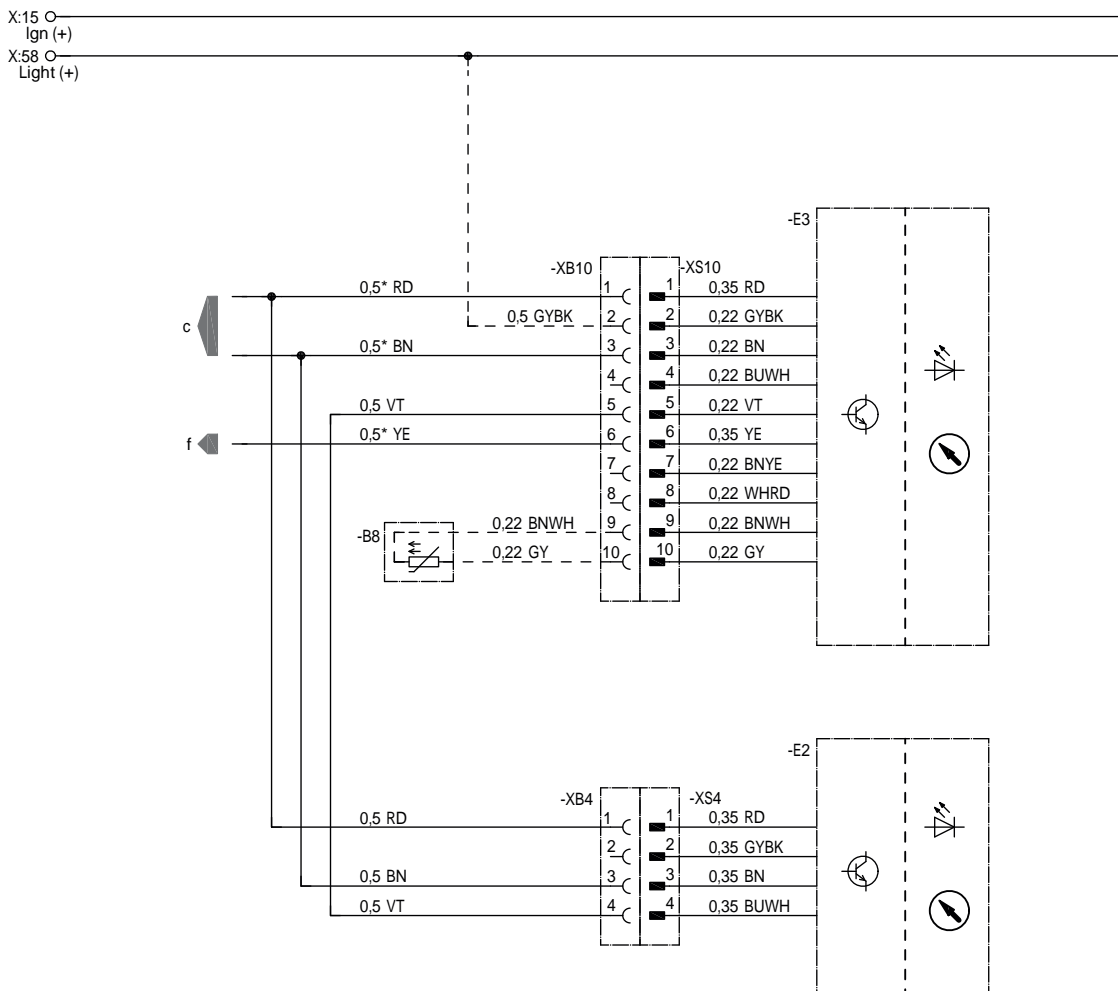 X:15
Ign (+)
X:58
Light (+)
-E3
-XB10
-XS10
1
0,5* RD
1
0,35 RD
c
2
0,5 GYBK
2
0,22 GYBK
3
0,5* BN
3
0,22 BN
4
4
0,22 BUWH
5
0,5 VT
5
0,22 VT
f
6
0,5* YE
6
0,35 YE
7
7
0,22 BNYE
8
8
0,22 WHRD
-B8
9
0,22 BNWH
9
0,22 BNWH
10
0,22 GY
10
0,22 GY
-E2
-XB4
-XS4
1
0,5 RD
1
0,35 RD
2
2
0,35 GYBK
3
0,5 BN
3
0,35 BN
4
0,5 VT
4
0,35 BUWH